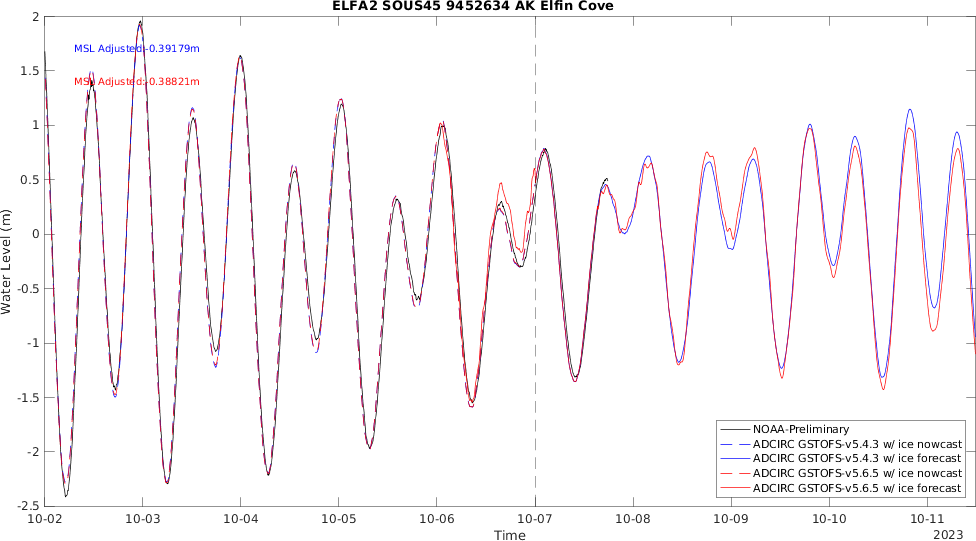 ELFA2 SOUS45 9452634 AK Elfin Cove
2
1.5
1
0.5
0
-0.5
-1
-1.5
-2
-2.5
Water Level (m)
MSL Adjusted:-0.39179m
MSL Adjusted:-0.38821m
NOAA-Preliminary
ADCIRC GSTOFS-v5.4.3 w/ ice nowcast
ADCIRC GSTOFS-v5.4.3 w/ ice forecast
ADCIRC GSTOFS-v5.6.5 w/ ice nowcast
ADCIRC GSTOFS-v5.6.5 w/ ice forecast
10-02 10-03 10-04 10-05 10-06 10-07 10-08 10-09 10-10 10-11
Time
2023